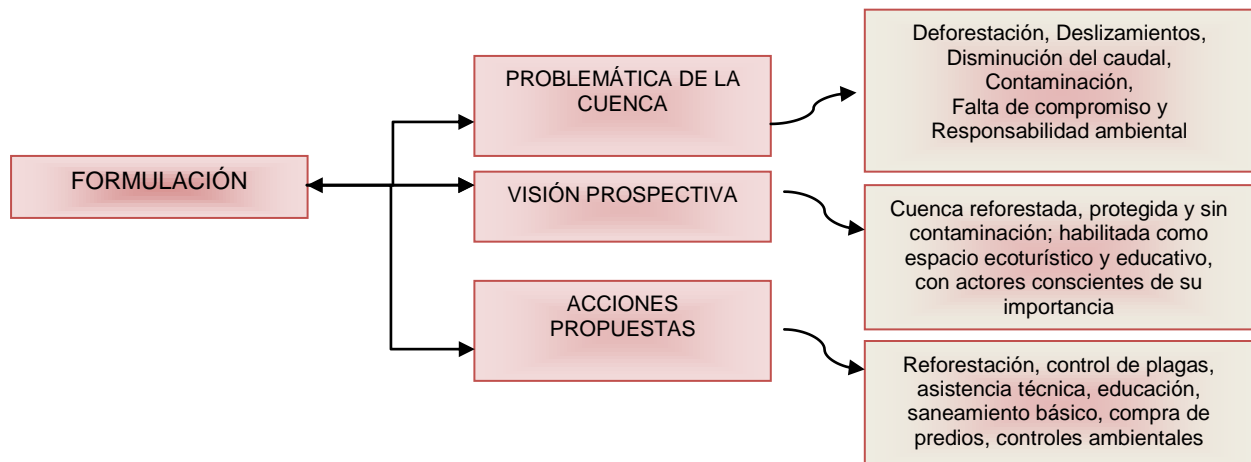 FORMULACIÓN
PROBLEMÁTICA DE LA
CUENCA
Deforestación, Deslizamientos,
Disminución del caudal,
Contaminación,
Falta de compromiso y
Responsabilidad ambiental
VISIÓN PROSPECTIVA
Cuenca reforestada, protegida y sin
contaminación; habilitada como
espacio ecoturístico y educativo,
con actores conscientes de su
importancia
ACCIONES
PROPUESTAS
Reforestación, control de plagas,
asistencia técnica, educación,
saneamiento básico, compra de
predios, controles ambientales